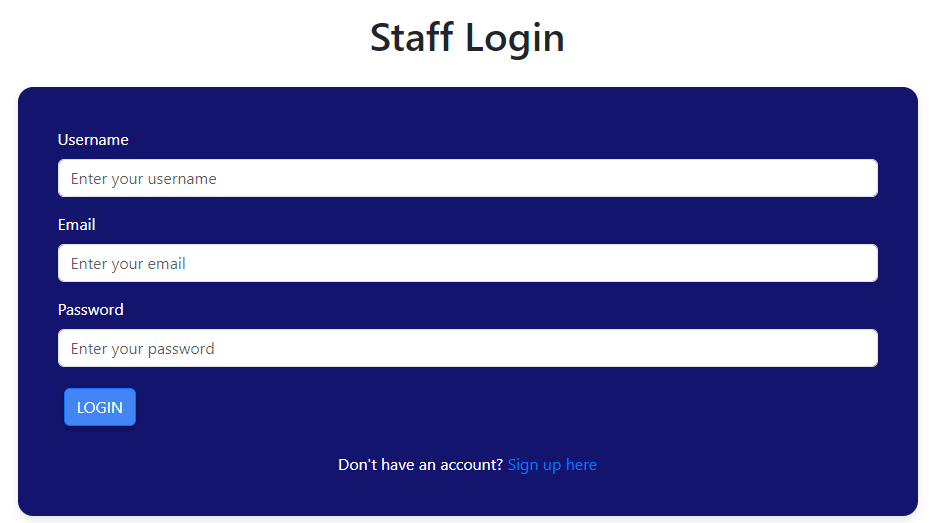 Staff Login
Username
Enter your username
Email
Enter your email
Password
Enter your password
LOGIN
Don't have an account? Sign up here